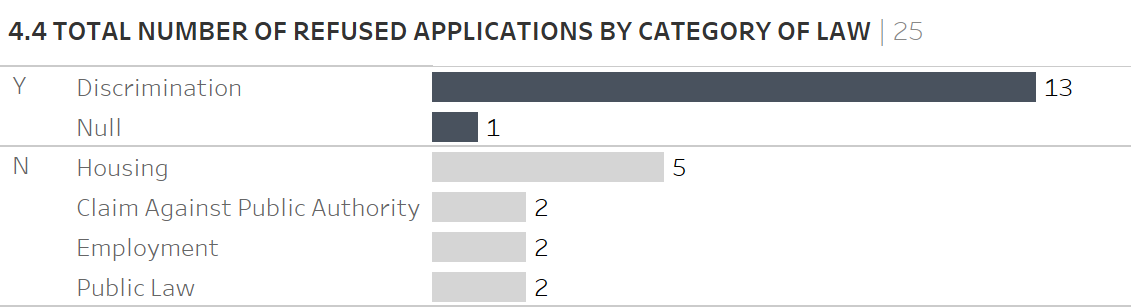 4.4 TOTAL NUMBER OF REFUSED APPLICATIONS BY CATEGORY OF LAW | 25
Y Discrimination 13
Null 1
N Housing 5
Claim Against Public Authority 2
Employment 2
Public Law 2